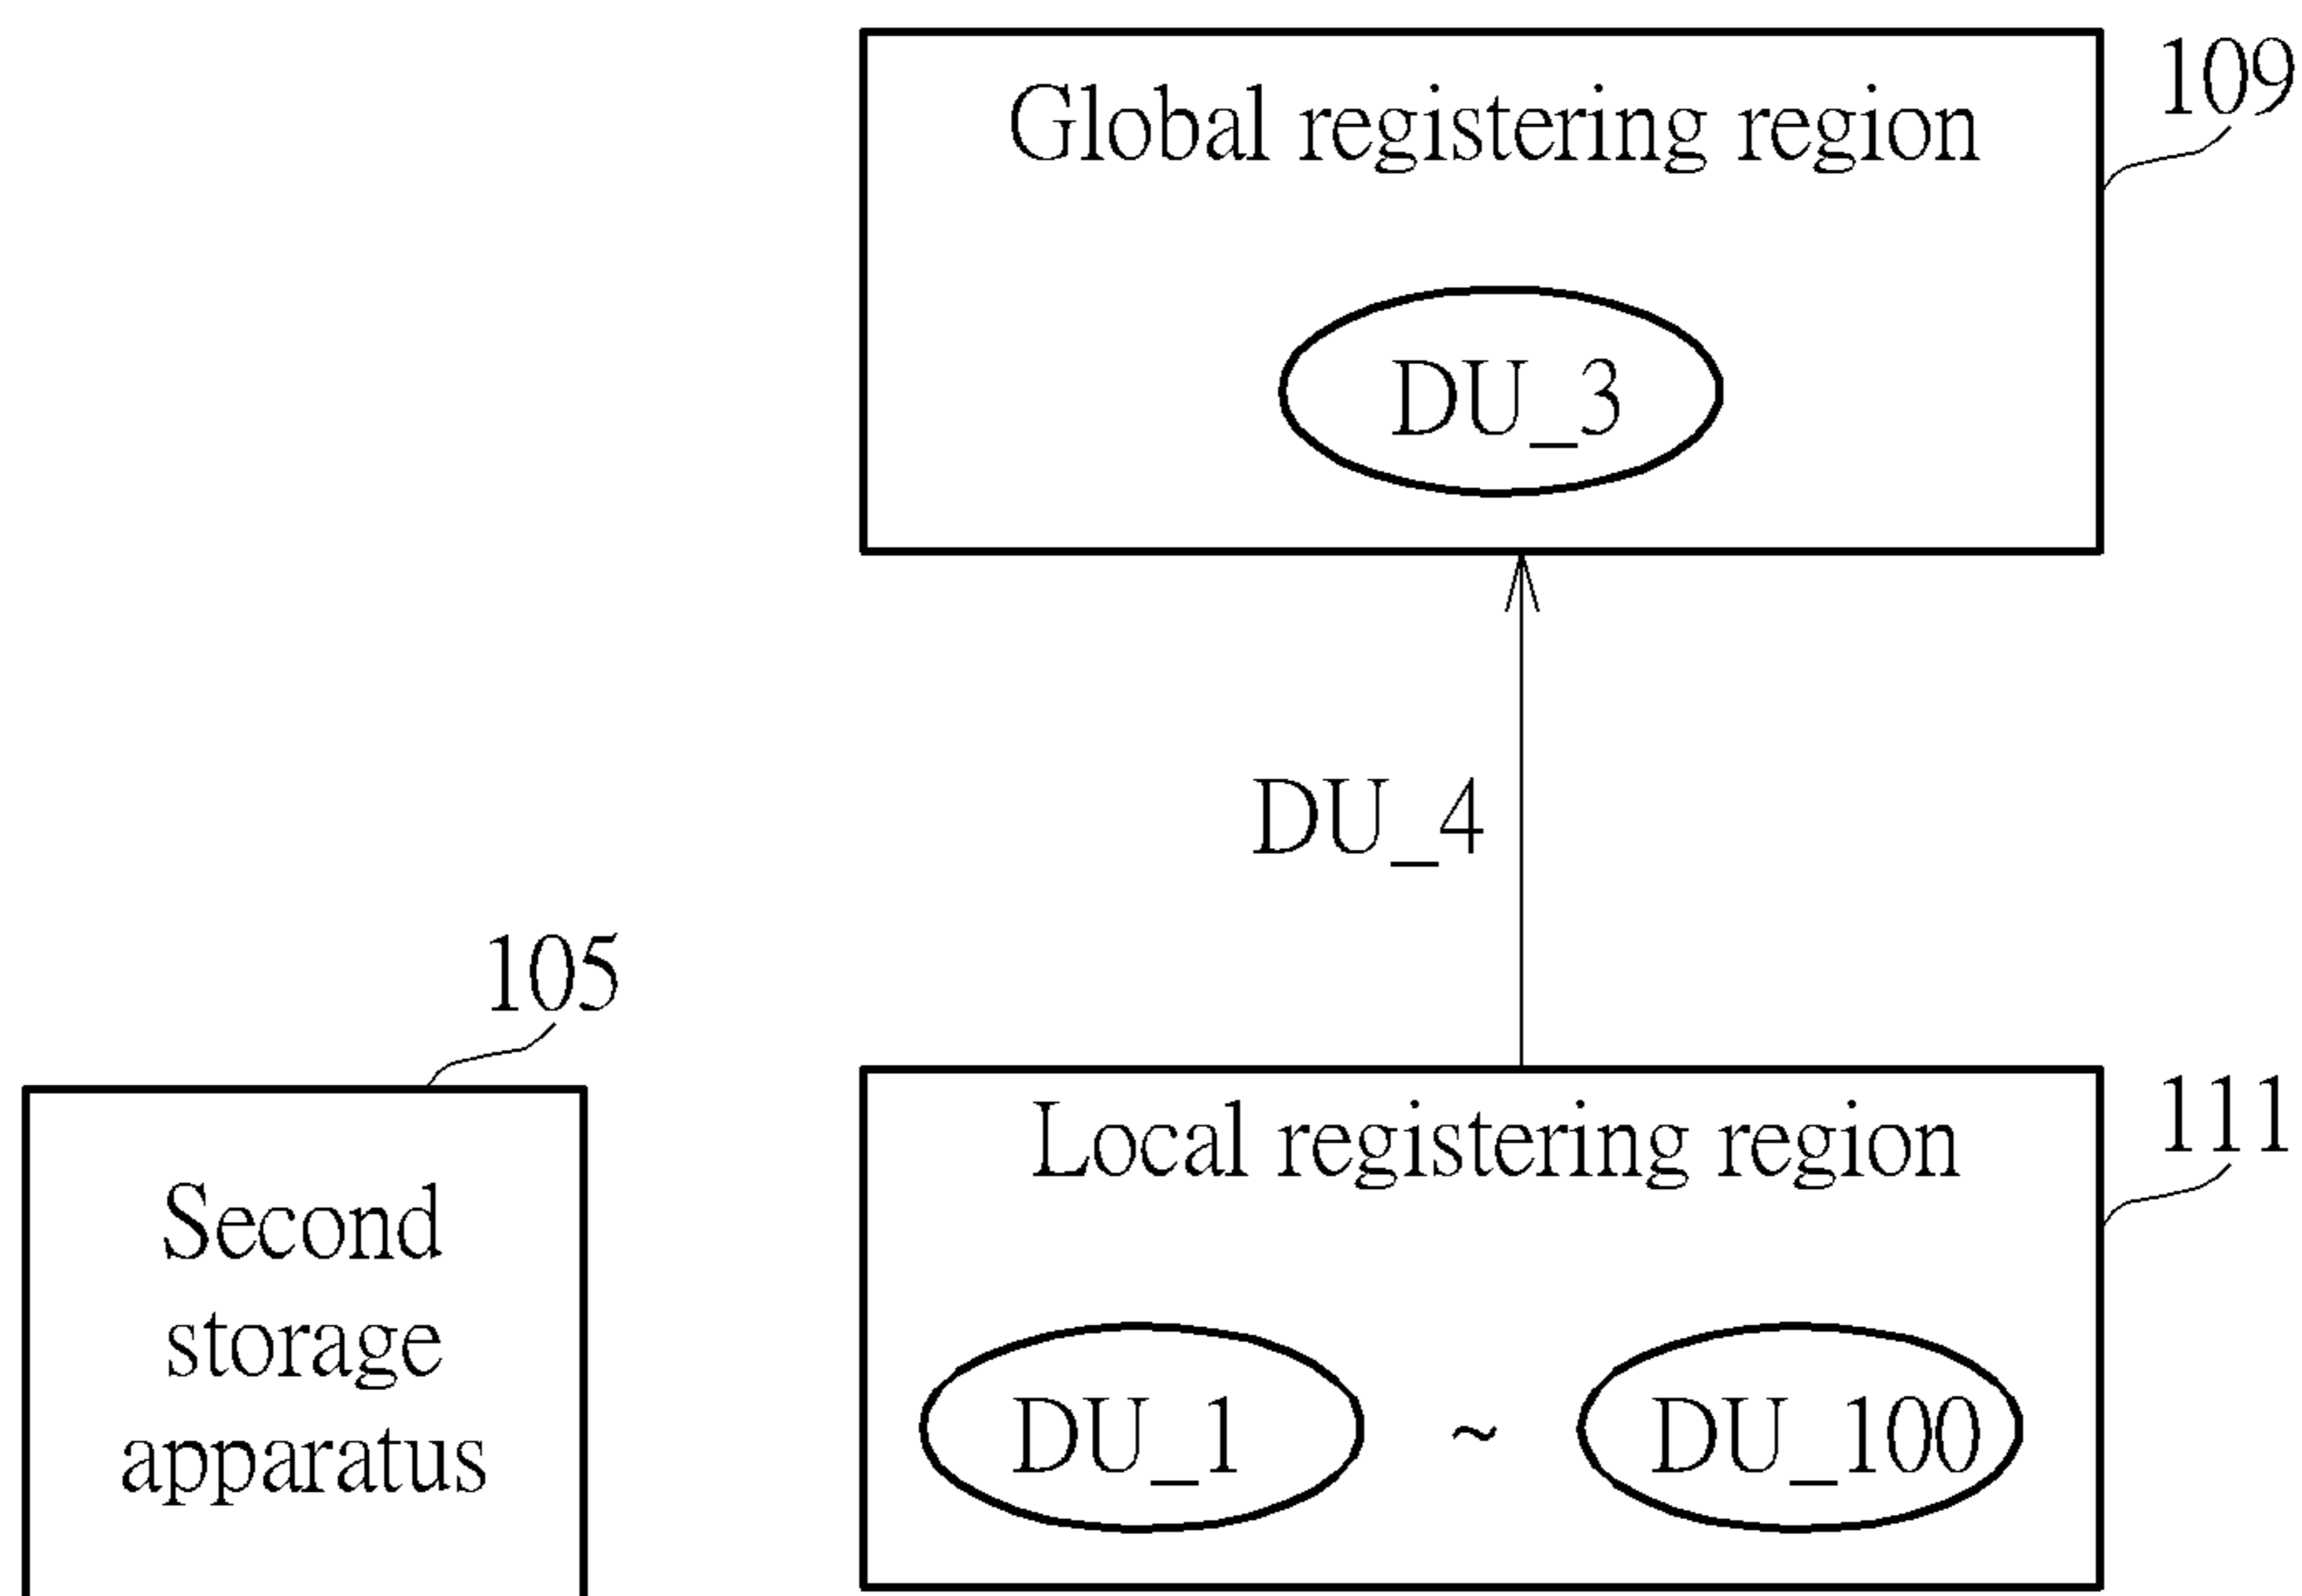 109
Global registering region
DU_3
DU_4
105
111
Local registering region
Second
storage
apparatus
DU_1 ~ DU_100